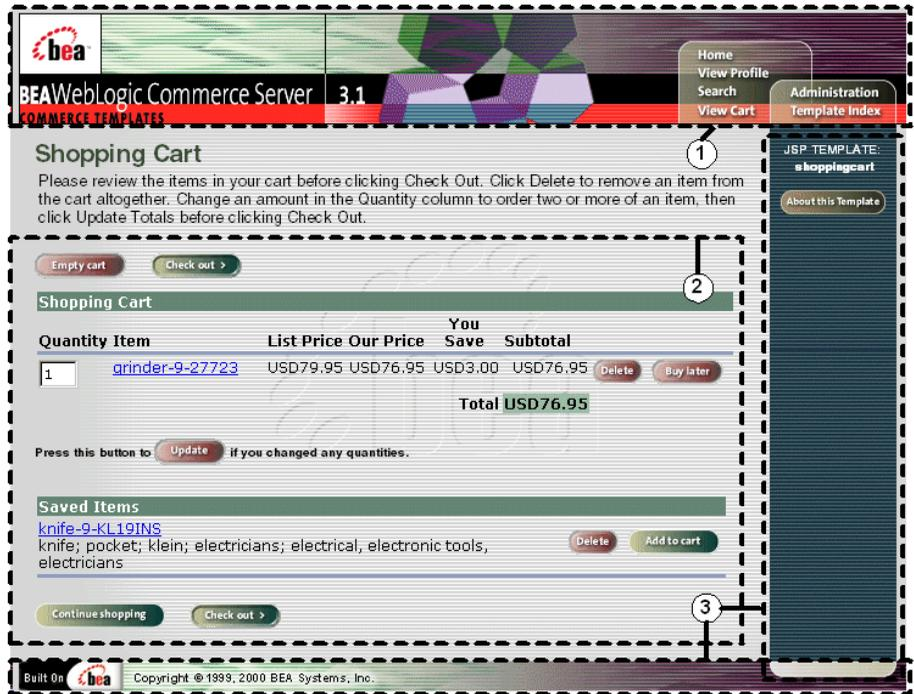 bea
BEA WebLogic Commerce Server 3.1
COMMERCE TEMPLATES
Home
View Profile
Search
View Cart
Administration
Template Index
1
JSP TEMPLATE:
shoppingcart
About this Template
Shopping Cart
Please review the items in your cart before clicking Check Out. Click Delete to remove an item from
the cart altogether. Change an amount in the Quantity column to order two or more of an item, then
click Update Totals before clicking Check Out.
2
Empty cart Check out >
Shopping Cart
Quantity Item List Price Our Price You Save Subtotal
1 grinder-9-27723 USD79.95 USD76.95 USD3.00 USD76.95 Delete Buy later
Total USD76.95
Press this button to Update if you changed any quantities.
Saved Items
knife-9-KL19INS
knife; pocket; klein; electricians; electrical, electronic tools,
electricians
Delete Add to cart
Continue shopping Check out >
3
Built On bea Copyright © 1999, 2000 BEA Systems, Inc.